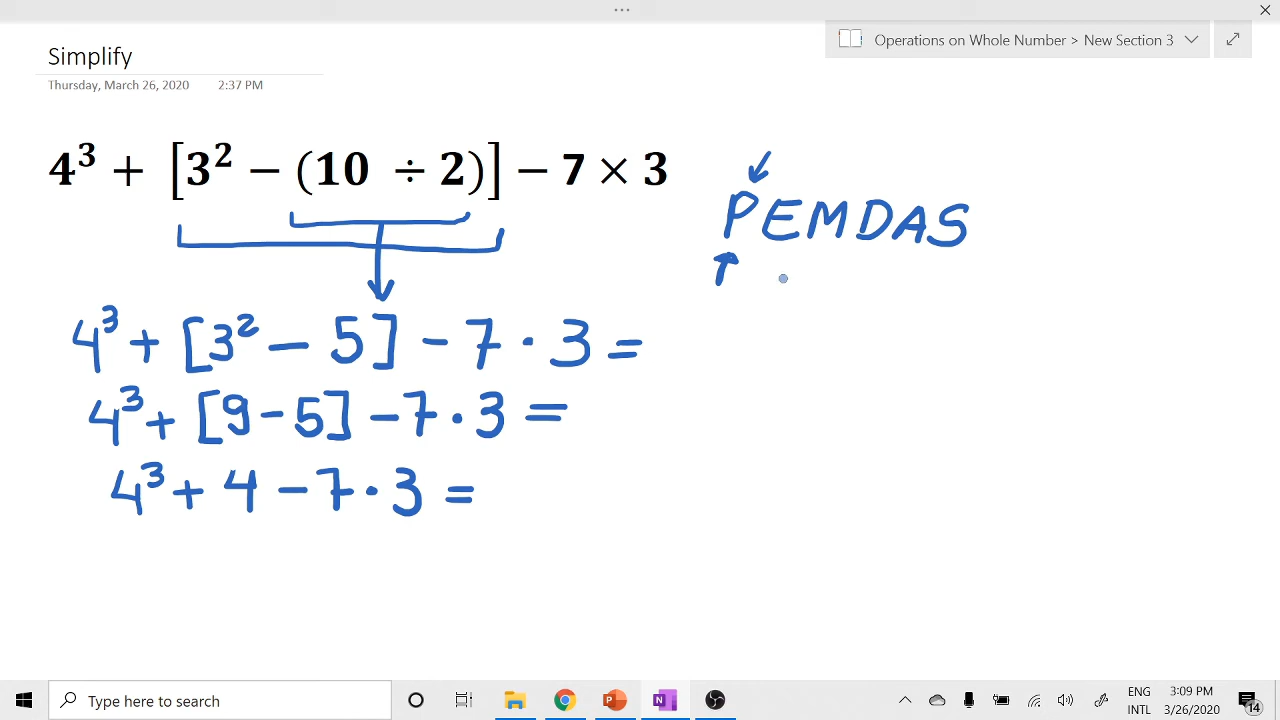 Operations on Whole Number > New Section 3
Simplify
Thursday, March 26, 2020 2:37 PM
4³ + [3² − (10 ÷ 2)] − 7 × 3
PEMDAS
4³ + [3² − 5] − 7 · 3 =
4³ + [9 − 5] − 7 · 3 =
4³ + 4 − 7 · 3 =
Type here to search
ENG 3:09 PM
INTL 3/26/2020
14